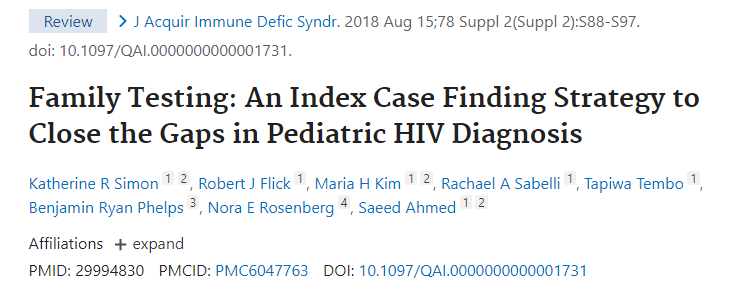 Review > J Acquir Immune Defic Syndr. 2018 Aug 15;78 Suppl 2(Suppl 2):S88-S97.
doi: 10.1097/QAI.0000000000001731.
Family Testing: An Index Case Finding Strategy to
Close the Gaps in Pediatric HIV Diagnosis
Katherine R Simon 1 2, Robert J Flick 1, Maria H Kim 1 2, Rachael A Sabelli 1, Tapiwa Tembo 1,
Benjamin Ryan Phelps 3, Nora E Rosenberg 4, Saeed Ahmed 1 2
Affiliations + expand
PMID: 29994830 PMCID: PMC6047763 DOI: 10.1097/QAI.0000000000001731